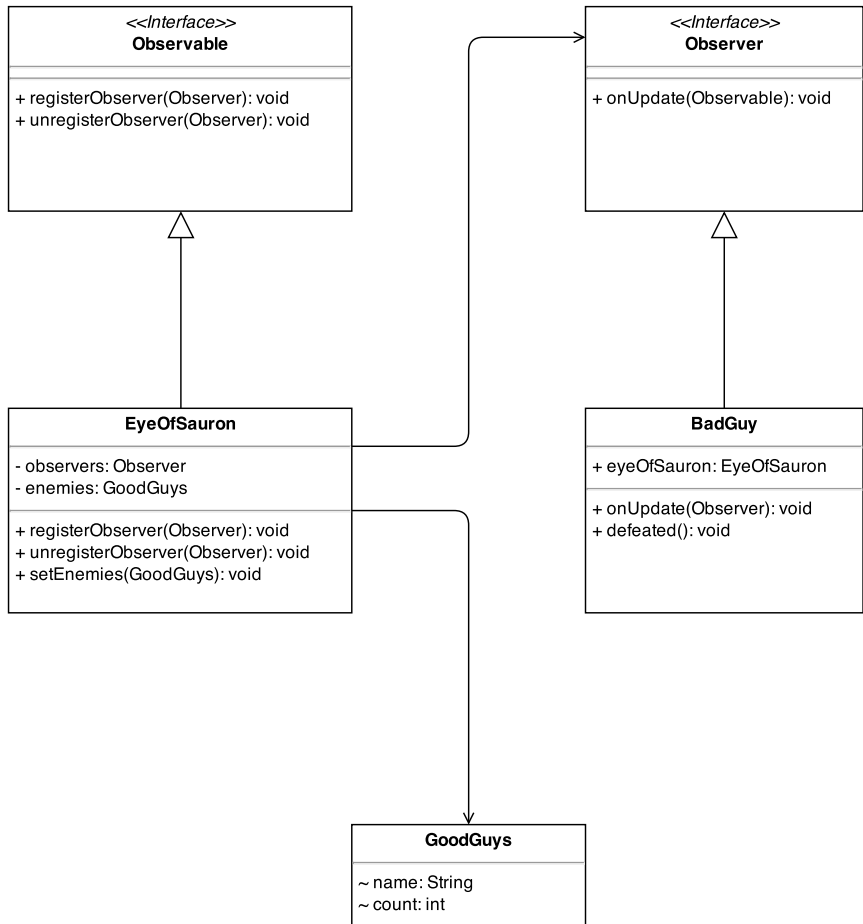 <<Interface>>
Observable
+ registerObserver(Observer): void
+ unregisterObserver(Observer): void
<<Interface>>
Observer
+ onUpdate(Observable): void
EyeOfSauron
- observers: Observer
- enemies: GoodGuys
+ registerObserver(Observer): void
+ unregisterObserver(Observer): void
+ setEnemies(GoodGuys): void
BadGuy
+ eyeOfSauron: EyeOfSauron
+ onUpdate(Observer): void
+ defeated(): void
GoodGuys
~ name: String
~ count: int